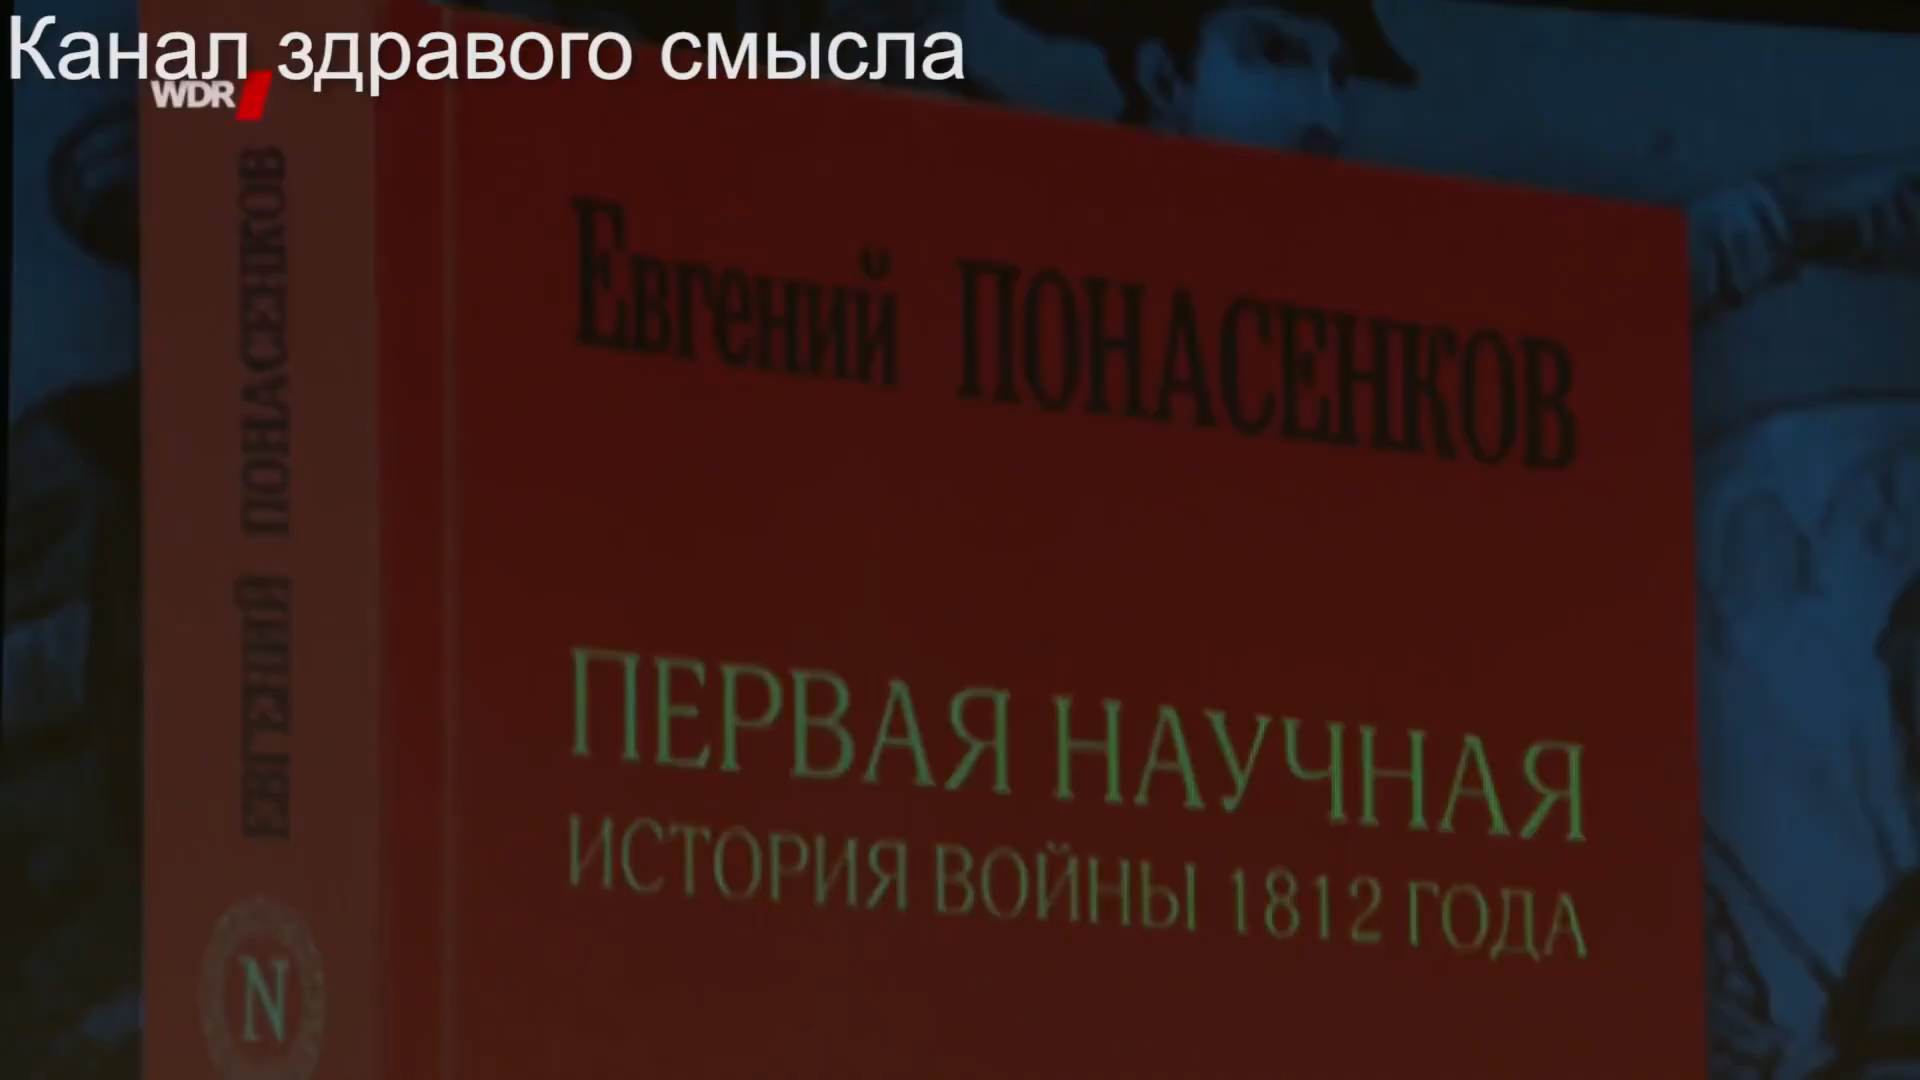 Канал здравого смысла
WDR
ЕВГЕНИЙ ПОНАСЕНКОВ
N
Евгений ПОНАСЕНКОВ
ПЕРВАЯ НАУЧНАЯ
ИСТОРИЯ ВОЙНЫ 1812 ГОДА